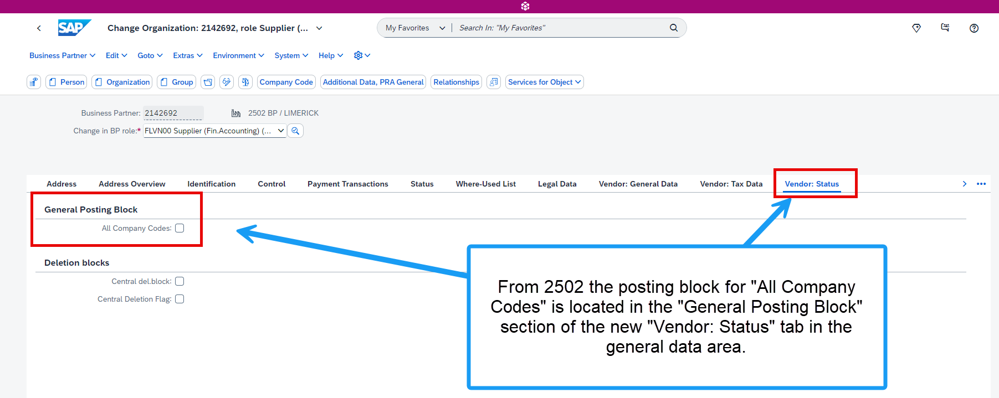 SAP Change Organization: 2142692, role Supplier (...
My Favorites Search In: "My Favorites"
Business Partner Edit Goto Extras Environment System Help
Person Organization Group Company Code Additional Data, PRA General Relationships Services for Object
Business Partner: 2142692 2502 BP / LIMERICK
Change in BP role:* FLVN00 Supplier (Fin.Accounting) (...
Address Address Overview Identification Control Payment Transactions Status Where-Used List Legal Data Vendor: General Data Vendor: Tax Data Vendor: Status
General Posting Block
All Company Codes:
Deletion blocks
Central del.block:
Central Deletion Flag:
From 2502 the posting block for "All Company
Codes" is located in the "General Posting Block"
section of the new "Vendor: Status" tab in the
general data area.